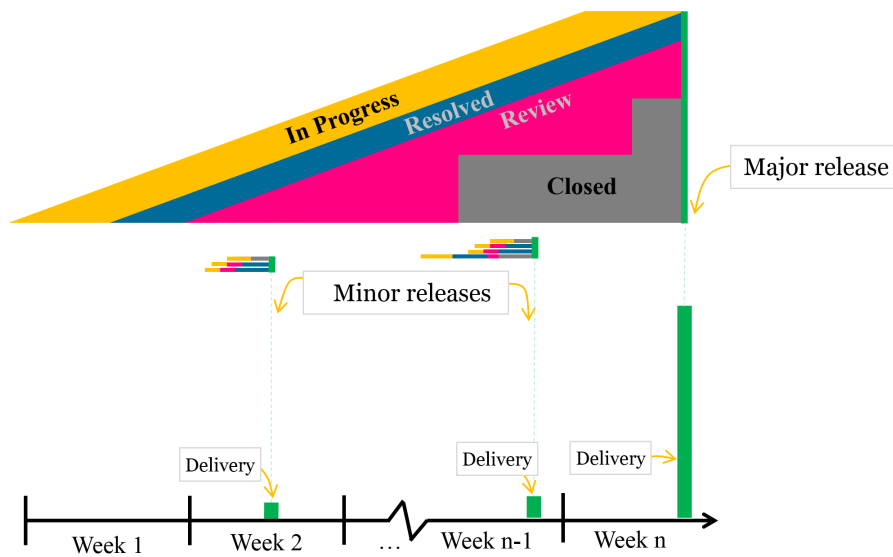 In Progress
Resolved
Review
Closed
Major release
Minor releases
Delivery
Delivery
Delivery
Week 1
Week 2
...
Week n-1
Week n